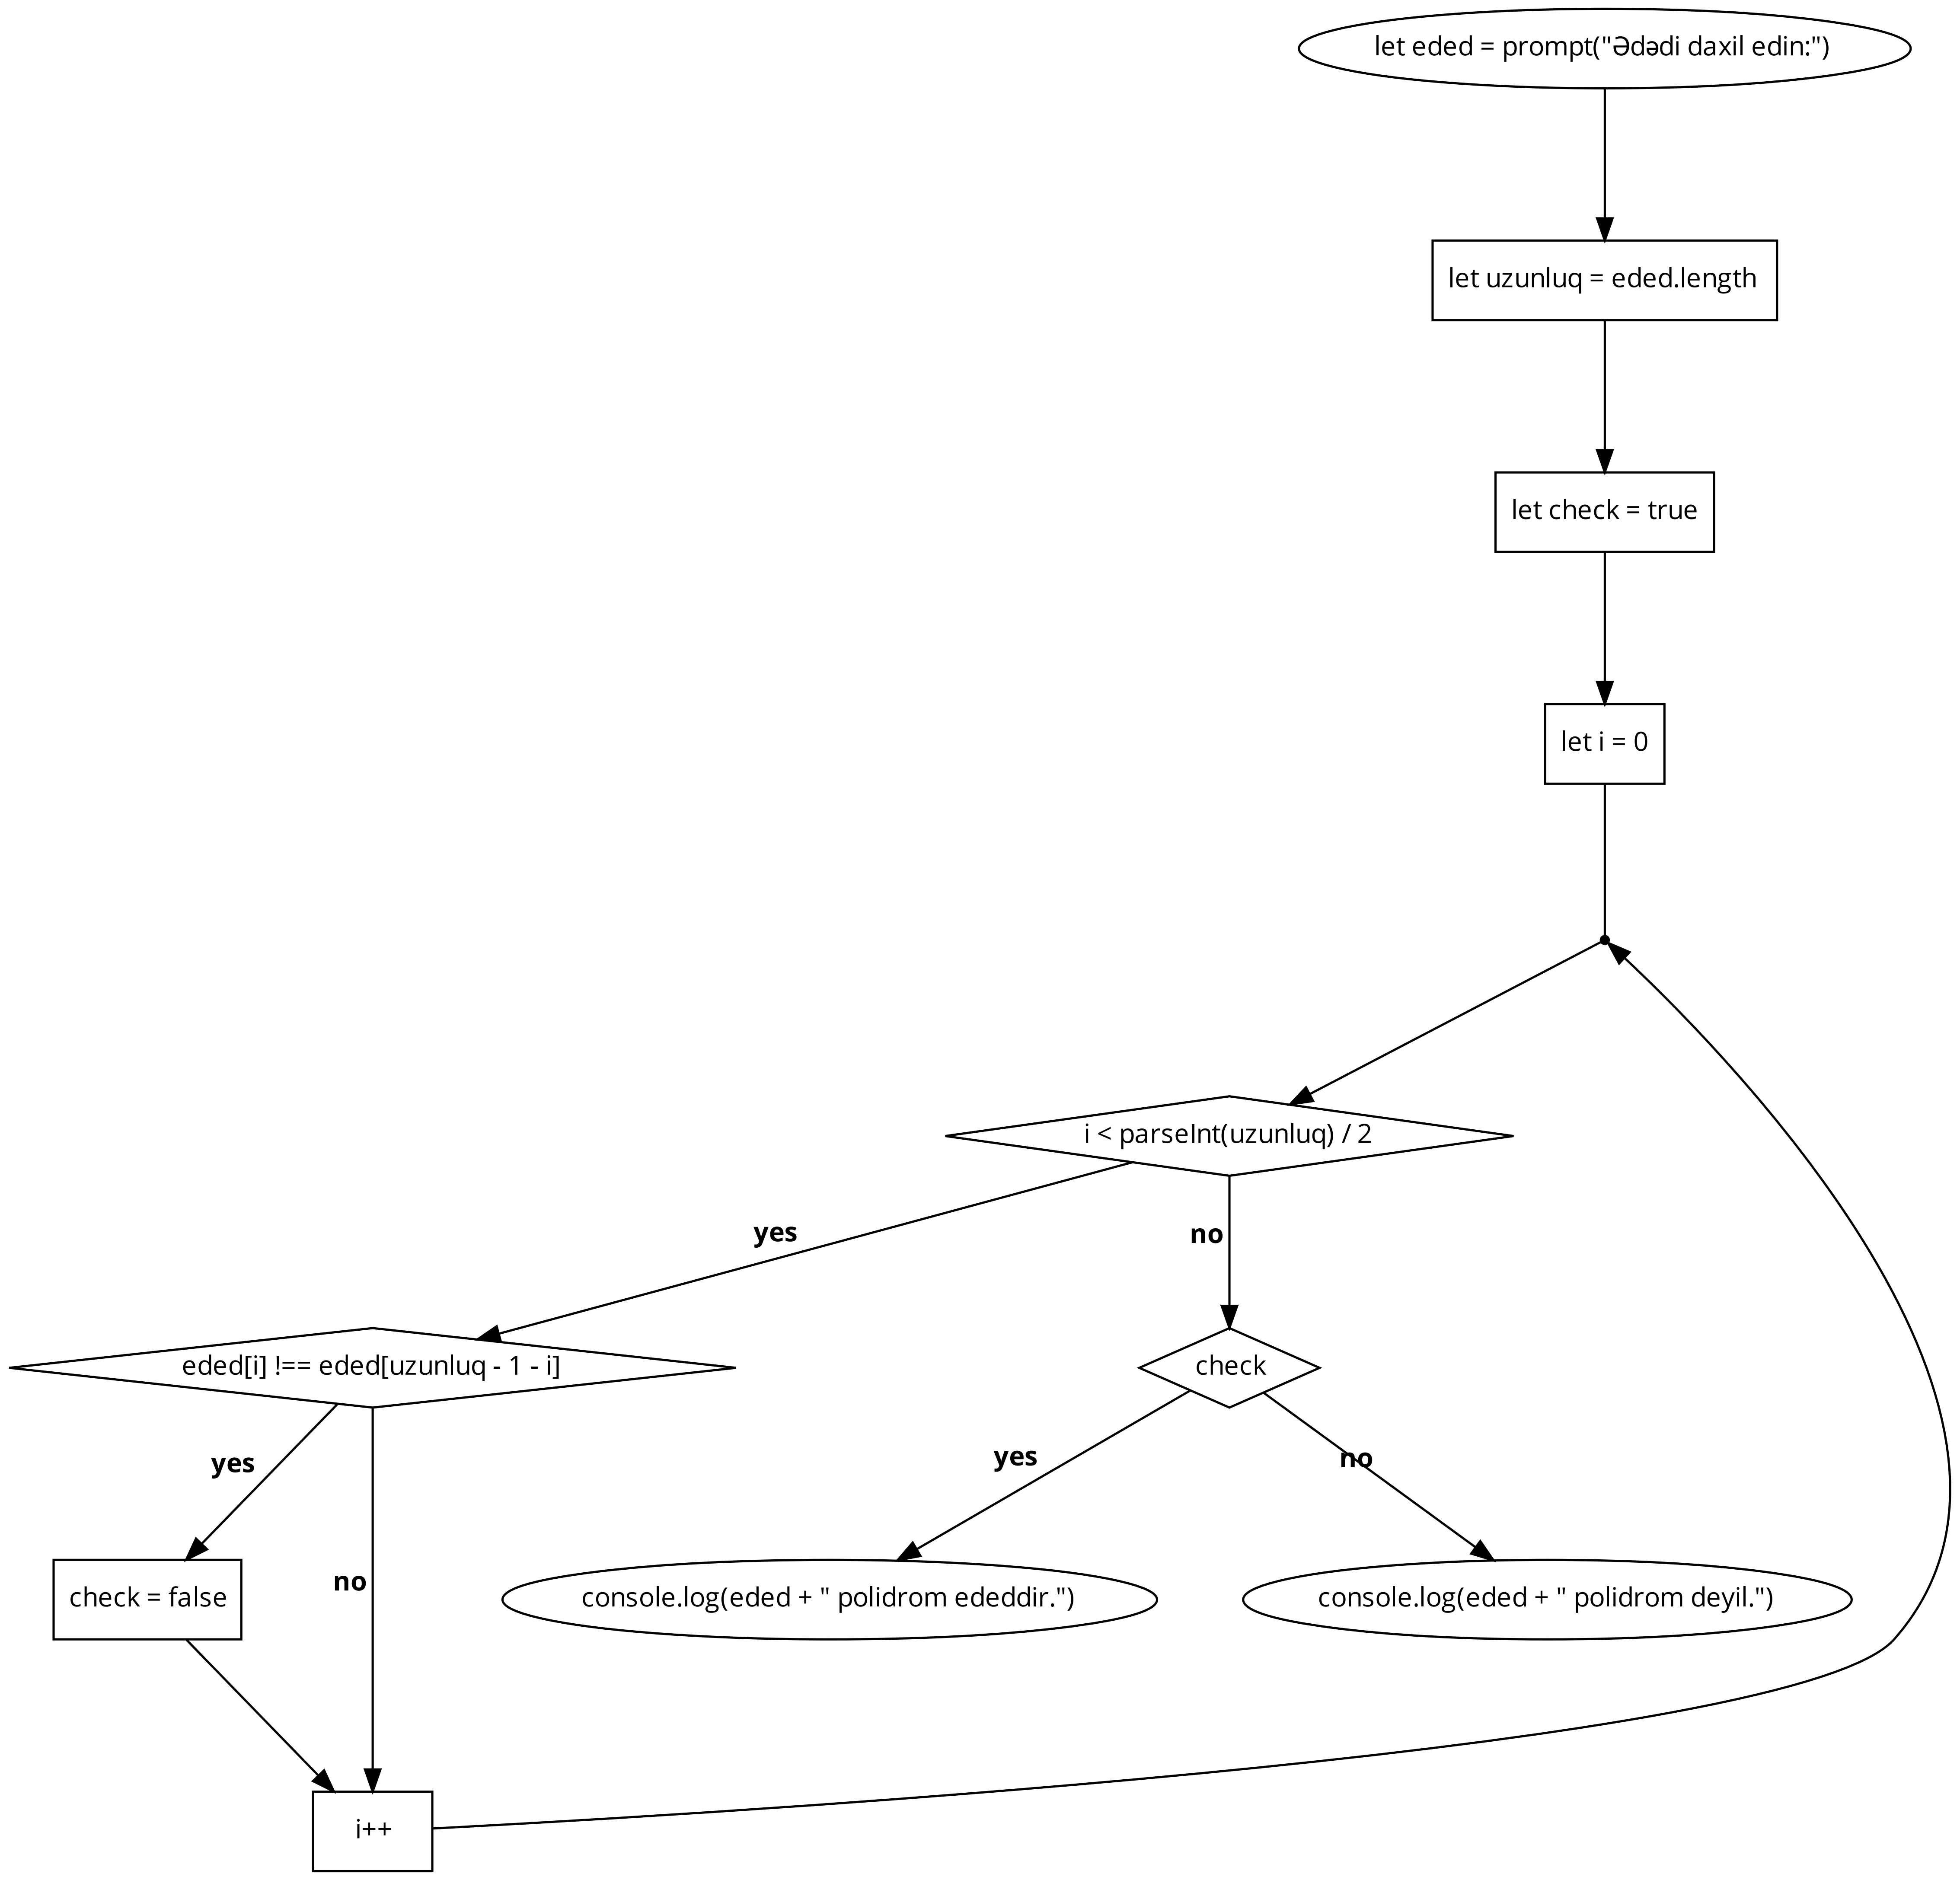 let eded = prompt("Ədədi daxil edin:")
let uzunluq = eded.length
let check = true
let i = 0
i < parseInt(uzunluq) / 2
yes
no
eded[i] !== eded[uzunluq - 1 - i]
check
yes
no
yes
no
check = false
console.log(eded + " polidrom ededdir.")
console.log(eded + " polidrom deyil.")
i++